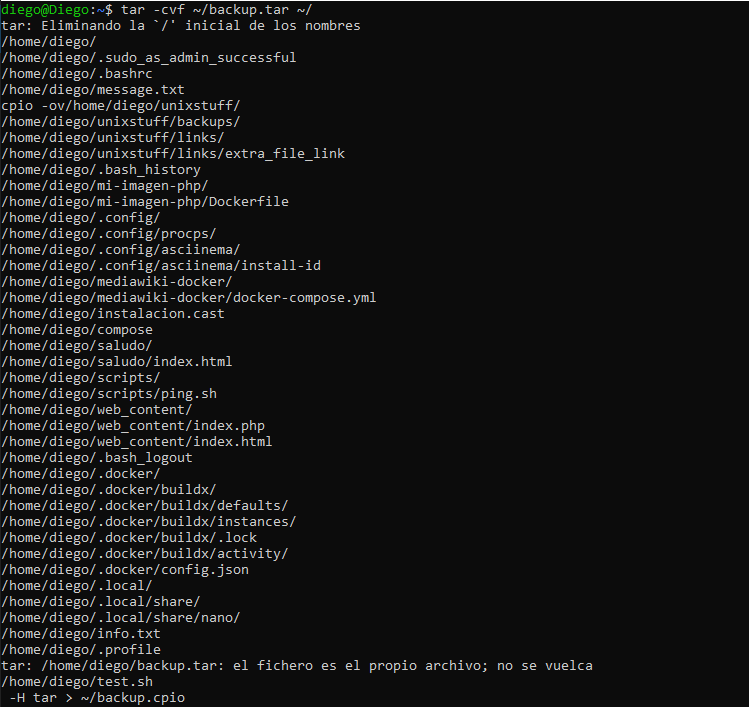 diego@Diego:~$ tar -cvf ~/backup.tar ~/
tar: Eliminando la `/' inicial de los nombres
/home/diego/
/home/diego/.sudo_as_admin_successful
/home/diego/.bashrc
/home/diego/message.txt
cpio -ov/home/diego/unixstuff/
/home/diego/unixstuff/backups/
/home/diego/unixstuff/links/
/home/diego/unixstuff/links/extra_file_link
/home/diego/.bash_history
/home/diego/mi-imagen-php/
/home/diego/mi-imagen-php/Dockerfile
/home/diego/.config/
/home/diego/.config/procps/
/home/diego/.config/asciinema/
/home/diego/.config/asciinema/install-id
/home/diego/mediawiki-docker/
/home/diego/mediawiki-docker/docker-compose.yml
/home/diego/instalacion.cast
/home/diego/compose
/home/diego/saludo/
/home/diego/saludo/index.html
/home/diego/scripts/
/home/diego/scripts/ping.sh
/home/diego/web_content/
/home/diego/web_content/index.php
/home/diego/web_content/index.html
/home/diego/.bash_logout
/home/diego/.docker/
/home/diego/.docker/buildx/
/home/diego/.docker/buildx/defaults/
/home/diego/.docker/buildx/instances/
/home/diego/.docker/buildx/.lock
/home/diego/.docker/buildx/activity/
/home/diego/.docker/config.json
/home/diego/.local/
/home/diego/.local/share/
/home/diego/.local/share/nano/
/home/diego/info.txt
/home/diego/.profile
tar: /home/diego/backup.tar: el fichero es el propio archivo; no se vuelca
/home/diego/test.sh
 -H tar > ~/backup.cpio